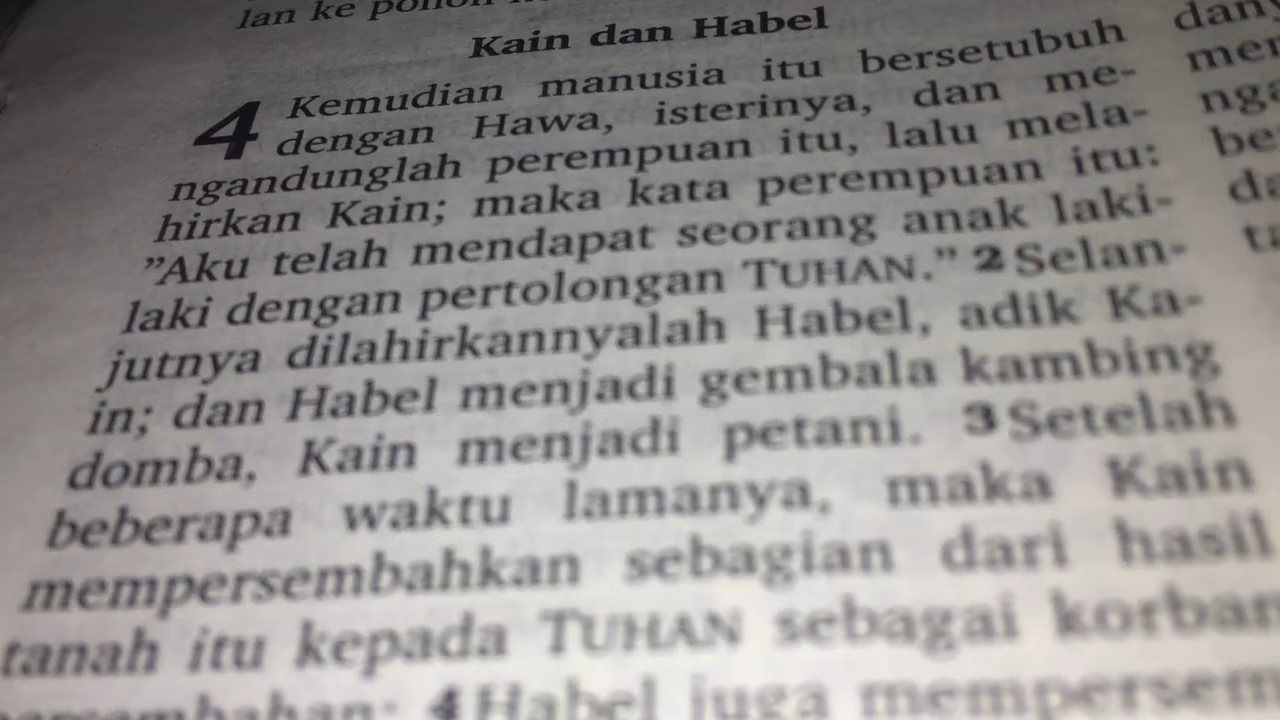 lan ke pohon
Kain dan Habel
4 Kemudian manusia itu bersetubuh
dengan Hawa, isterinya, dan me-
ngandunglah perempuan itu, lalu mela-
hirkan Kain; maka kata perempuan itu:
”Aku telah mendapat seorang anak laki-
laki dengan pertolongan TUHAN.” 2 Selan-
jutnya dilahirkannyalah Habel, adik Ka-
in; dan Habel menjadi gembala kambing
domba, Kain menjadi petani. 3 Setelah
beberapa waktu lamanya, maka Kain
mempersembahkan sebagian dari hasil
tanah itu kepada TUHAN sebagai korban
4 Habel juga mempersem